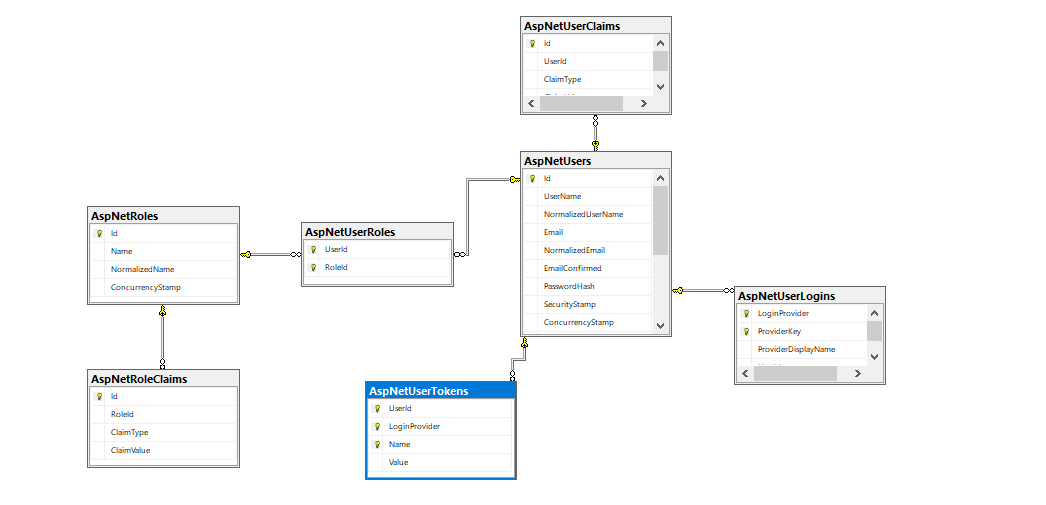 AspNetUserClaims
Id
UserId
ClaimType
AspNetUsers
Id
UserName
NormalizedUserName
Email
NormalizedEmail
EmailConfirmed
PasswordHash
SecurityStamp
ConcurrencyStamp
AspNetRoles
Id
Name
NormalizedName
ConcurrencyStamp
AspNetUserRoles
UserId
RoleId
AspNetUserLogins
LoginProvider
ProviderKey
ProviderDisplayName
AspNetRoleClaims
Id
RoleId
ClaimType
ClaimValue
AspNetUserTokens
UserId
LoginProvider
Name
Value